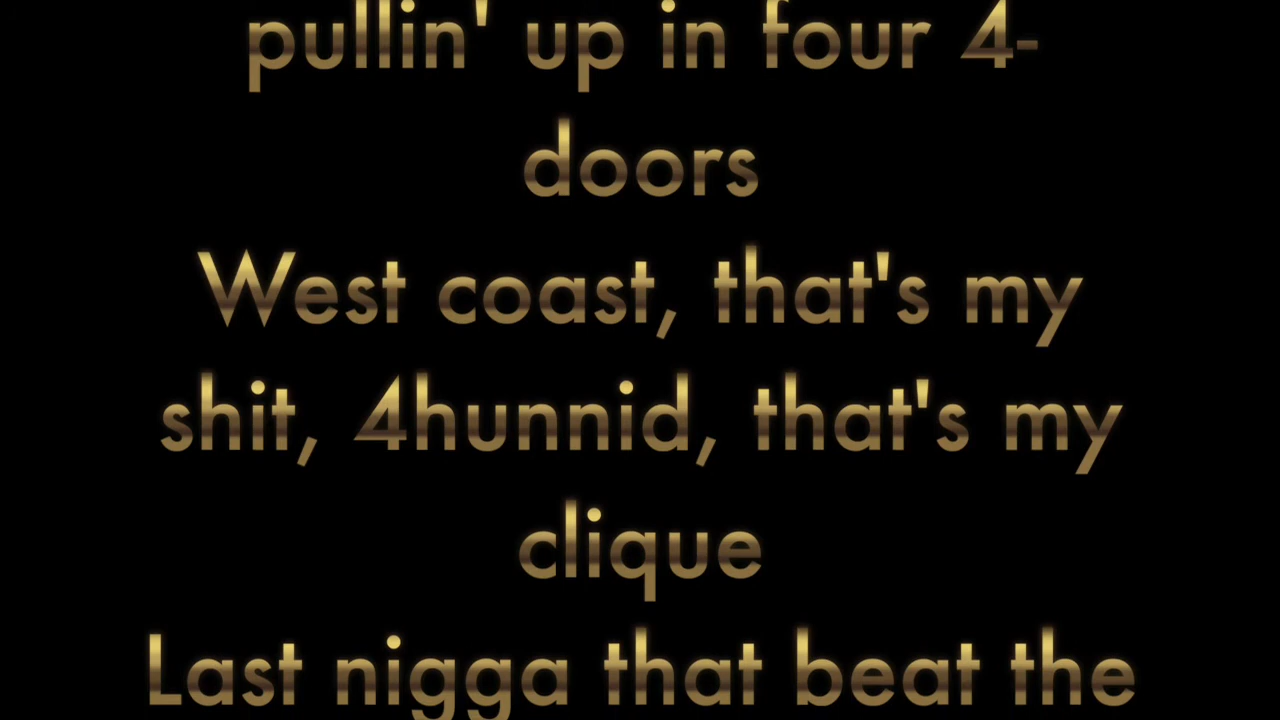 pullin' up in four 4-
doors
West coast, that's my
shit, 4hunnid, that's my
clique
Last nigga that beat the